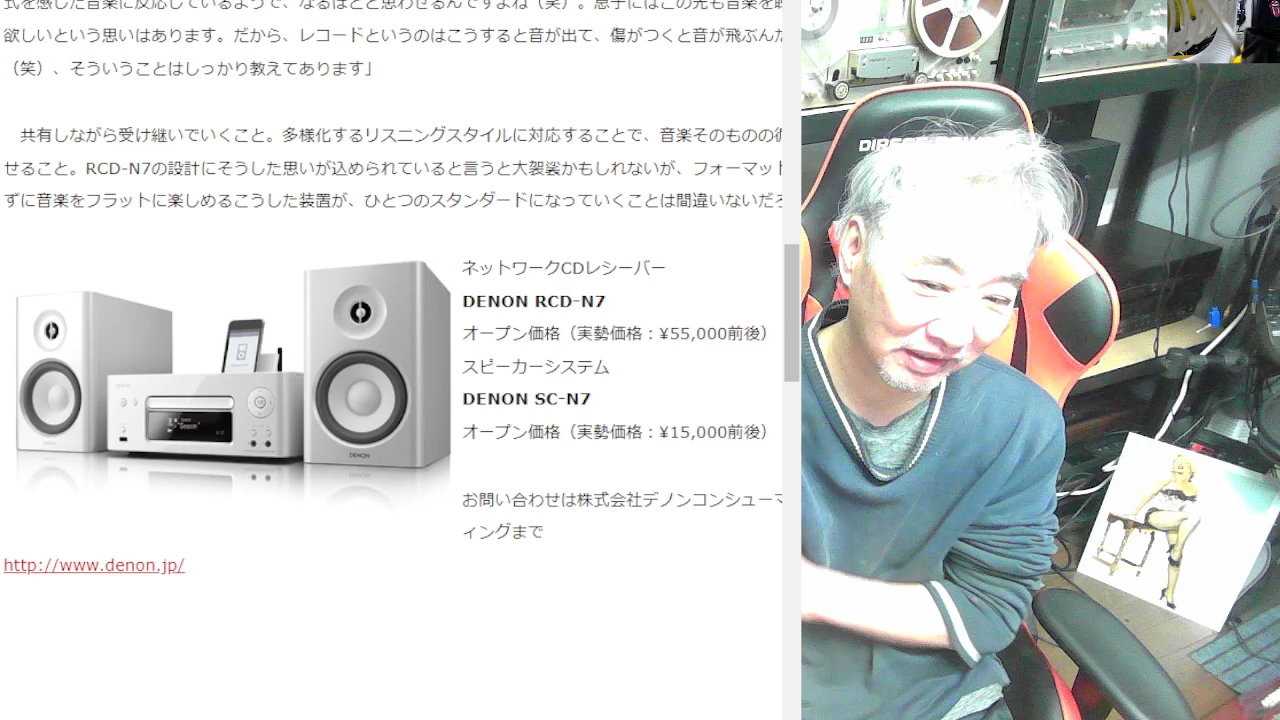 式を感じた音楽に反応しているようで、なるほどと思わせるんですよね（笑）。息子にはこの先も音楽を
欲しいという思いはあります。だから、レコードというのはこうすると音が出て、傷がつくと音が飛ぶんだ
（笑）、そういうことはしっかり教えてあります」
共有しながら受け継いでいくこと。多様化するリスニングスタイルに対応することで、音楽そのものの
せること。RCD-N7の設計にそうした思いが込められていると言うと大袈裟かもしれないが、フォーマット
ずに音楽をフラットに楽しめるこうした装置が、ひとつのスタンダードになっていくことは間違いないだろ
ネットワークCDレシーバー
DENON RCD-N7
オープン価格（実勢価格：¥55,000前後）
スピーカーシステム
DENON SC-N7
オープン価格（実勢価格：¥15,000前後）
お問い合わせは株式会社デノンコンシューマ
ィングまで
http://www.denon.jp/
DENON